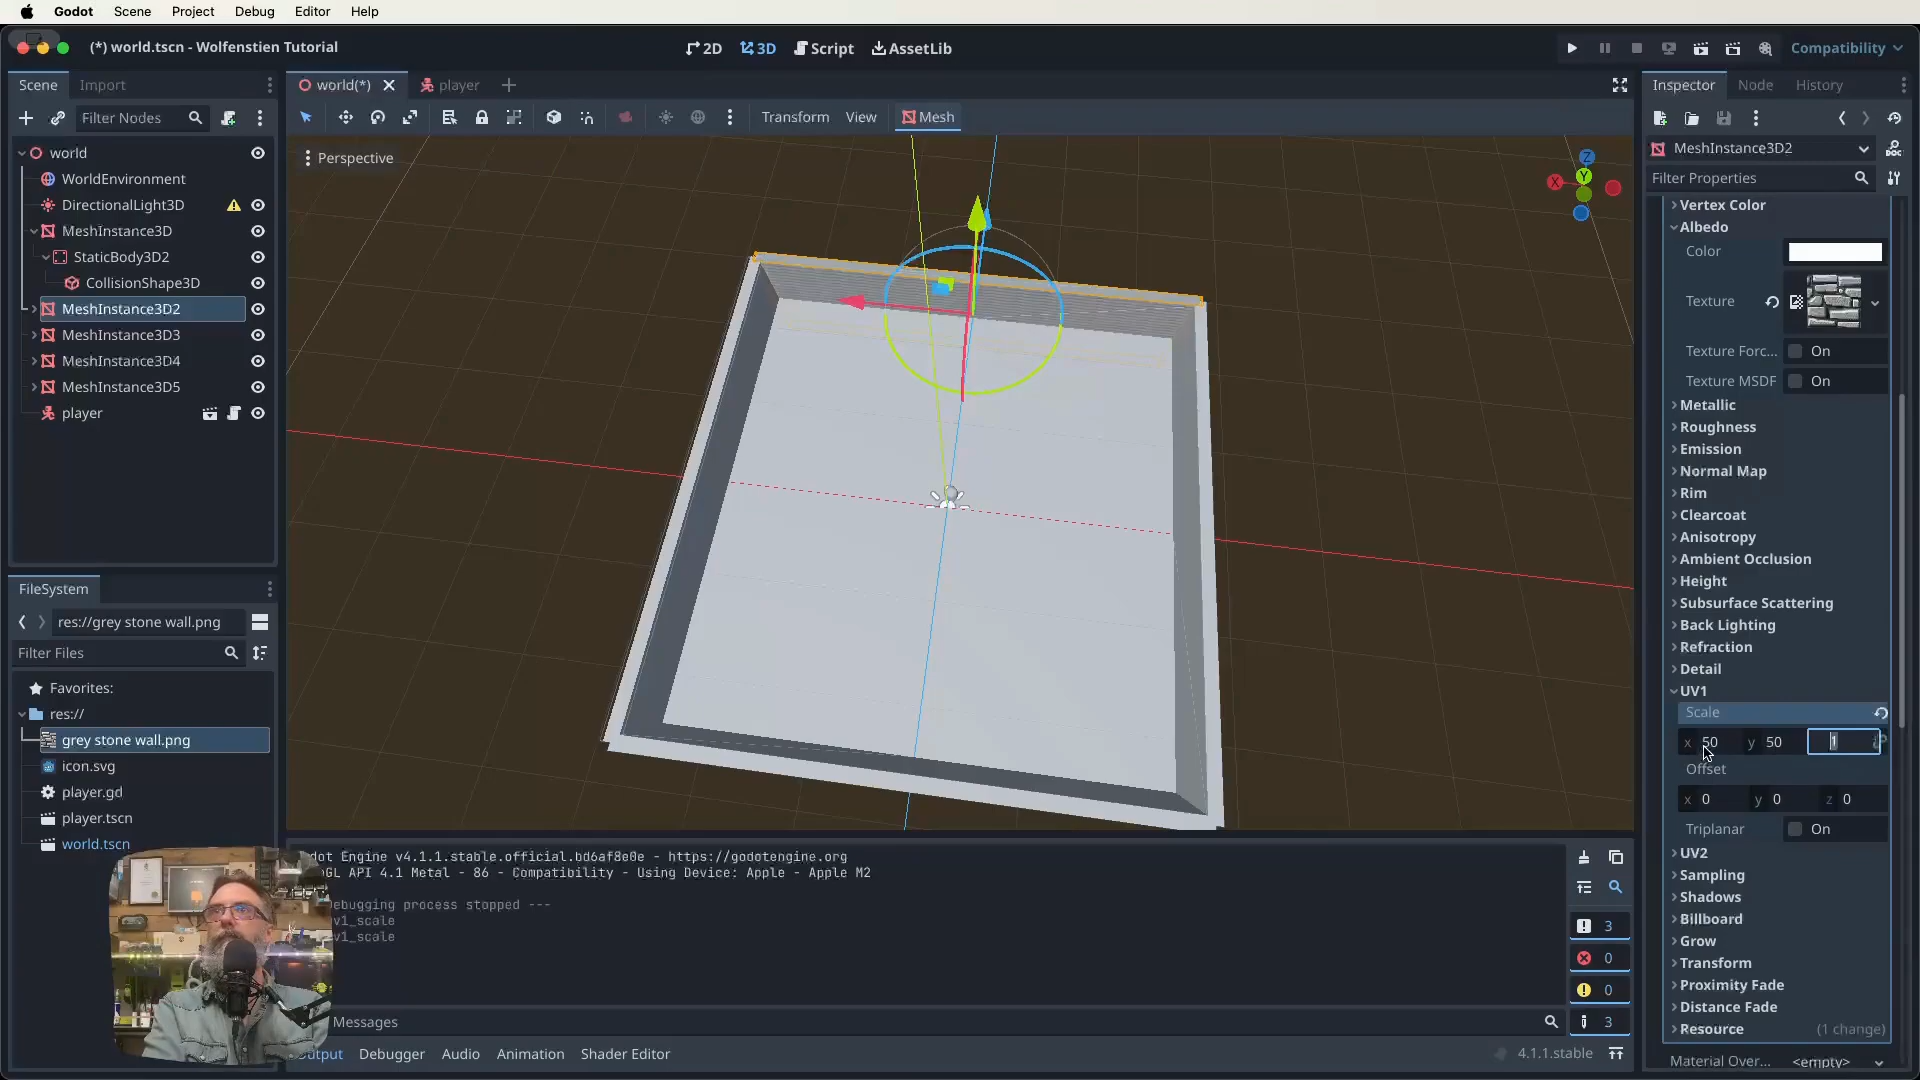 Godot Scene Project Debug Editor Help
(*) world.tscn - Wolfenstien Tutorial
2D 3D Script AssetLib
Compatibility
Scene Import
world(*) player
Inspector Node History
Filter Nodes
Transform View Mesh
world
WorldEnvironment
DirectionalLight3D
MeshInstance3D
StaticBody3D2
CollisionShape3D
MeshInstance3D2
MeshInstance3D3
MeshInstance3D4
MeshInstance3D5
player
Perspective
Z
Y
X
FileSystem
res://grey stone wall.png
Filter Files
Favorites:
res://
grey stone wall.png
icon.svg
player.gd
player.tscn
world.tscn
dot Engine v4.1.1.stable.official.bd6af8e0e - https://godotengine.org
GL API 4.1 Metal - 86 - Compatibility - Using Device: Apple - Apple M2
ebugging process stopped ---
v1_scale
v1_scale
3
0
0
3
Messages
utput Debugger Audio Animation Shader Editor
4.1.1.stable
MeshInstance3D2
Filter Properties
Vertex Color
Albedo
Color
Texture
Texture Forc... On
Texture MSDF On
Metallic
Roughness
Emission
Normal Map
Rim
Clearcoat
Anisotropy
Ambient Occlusion
Height
Subsurface Scattering
Back Lighting
Refraction
Detail
UV1
Scale
x 50 y 50 1
Offset
x 0 y 0 z 0
Triplanar On
UV2
Sampling
Shadows
Billboard
Grow
Transform
Proximity Fade
Distance Fade
Resource (1 change)
Material Over... <empty>